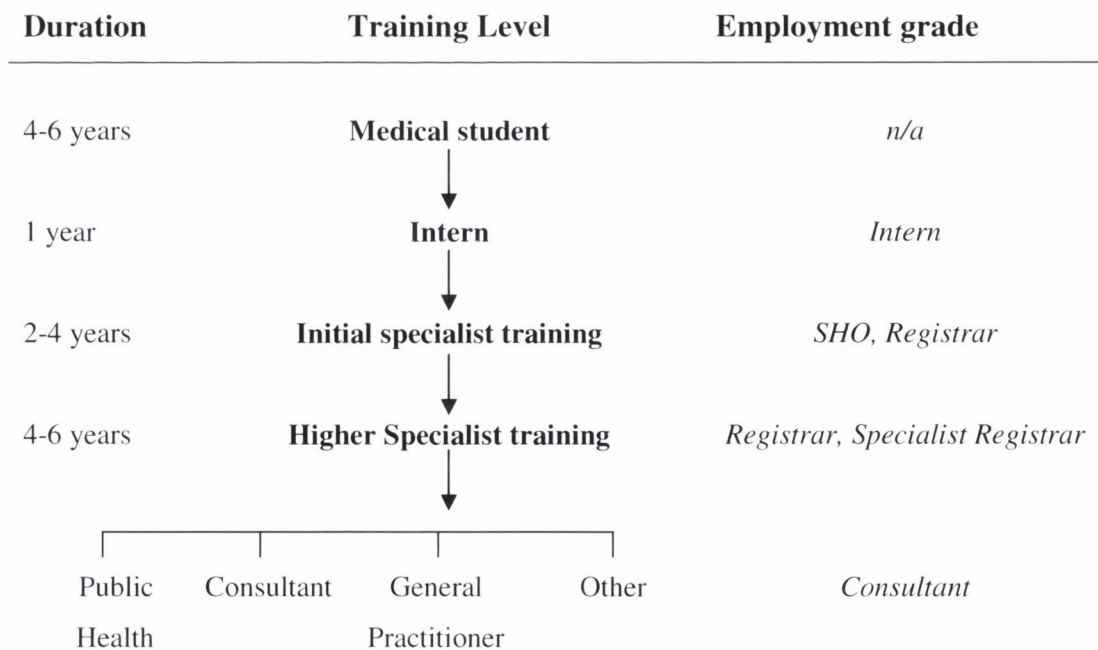 Duration Training Level Employment grade
4-6 years Medical student n/a
1 year Intern Intern
2-4 years Initial specialist training SHO, Registrar
4-6 years Higher Specialist training Registrar, Specialist Registrar
Public Consultant General Other Consultant
Health Practitioner